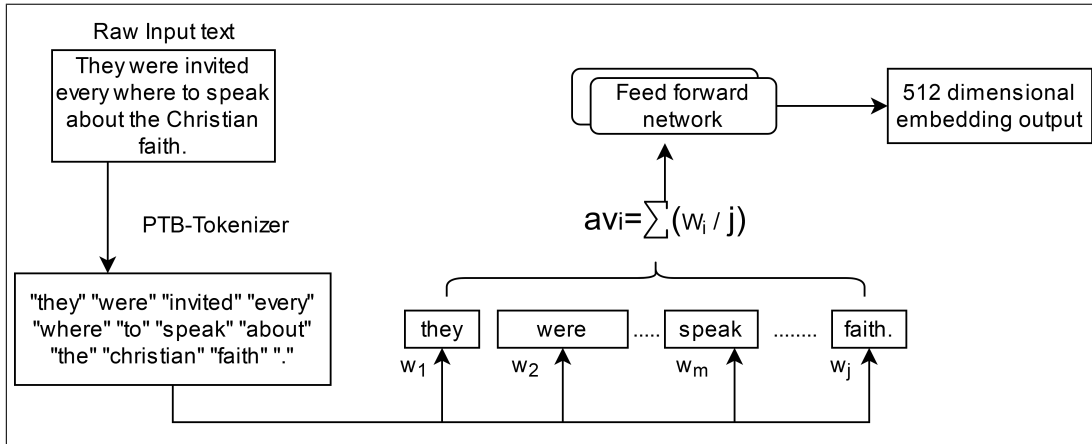 Raw Input text
They were invited
every where to speak
about the Christian
faith.
PTB-Tokenizer
"they" "were" "invited" "every"
"where" "to" "speak" "about"
"the" "christian" "faith" "."
Feed forward
network
512 dimensional
embedding output
avi=∑(wi / j)
they
were
.....
speak
........
faith.
w1
w2
wm
wj